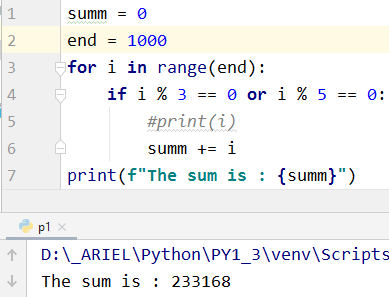 1 summ = 0
2 end = 1000
3 for i in range(end):
4 if i % 3 == 0 or i % 5 == 0:
5 #print(i)
6 summ += i
7 print(f"The sum is : {summ}")
p1 ×
D:\_ARIEL\Python\PY1_3\venv\Scripts
The sum is : 233168